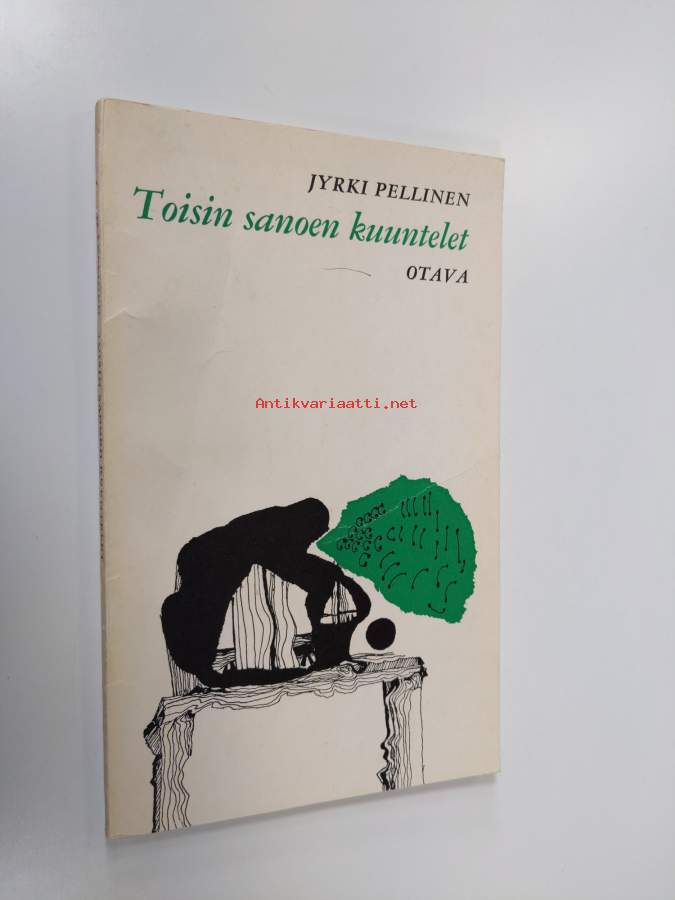 JYRKI PELLINEN
Toisin sanoen kuuntelet
OTAVA
Antikvariaatti.net